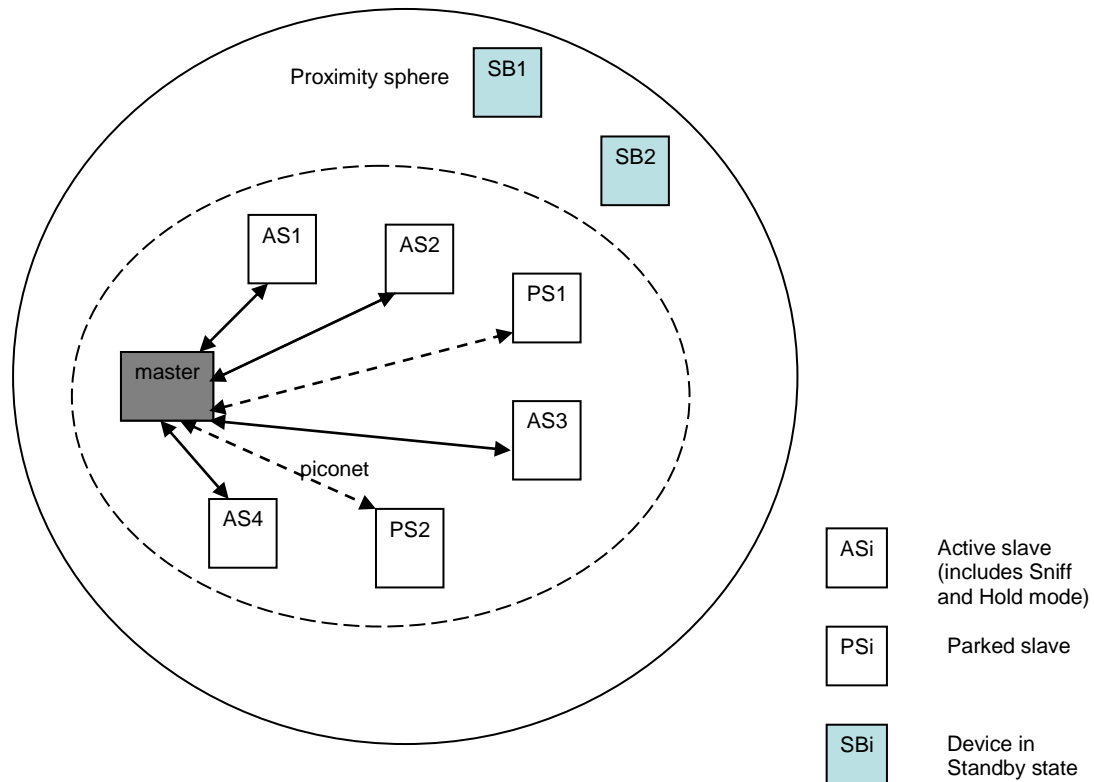 SB1
Proximity sphere
SB2
AS1
AS2
PS1
master
AS3
piconet
AS4
PS2
ASi
Active slave
(includes Sniff
and Hold mode)
PSi
Parked slave
SBi
Device in
Standby state